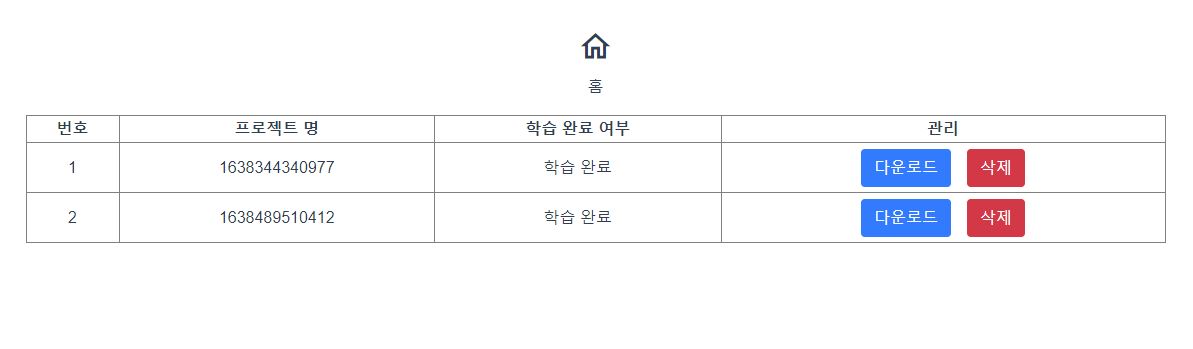 홈
번호 프로젝트 명 학습 완료 여부 관리
1 1638344340977 학습 완료 다운로드 삭제
2 1638489510412 학습 완료 다운로드 삭제